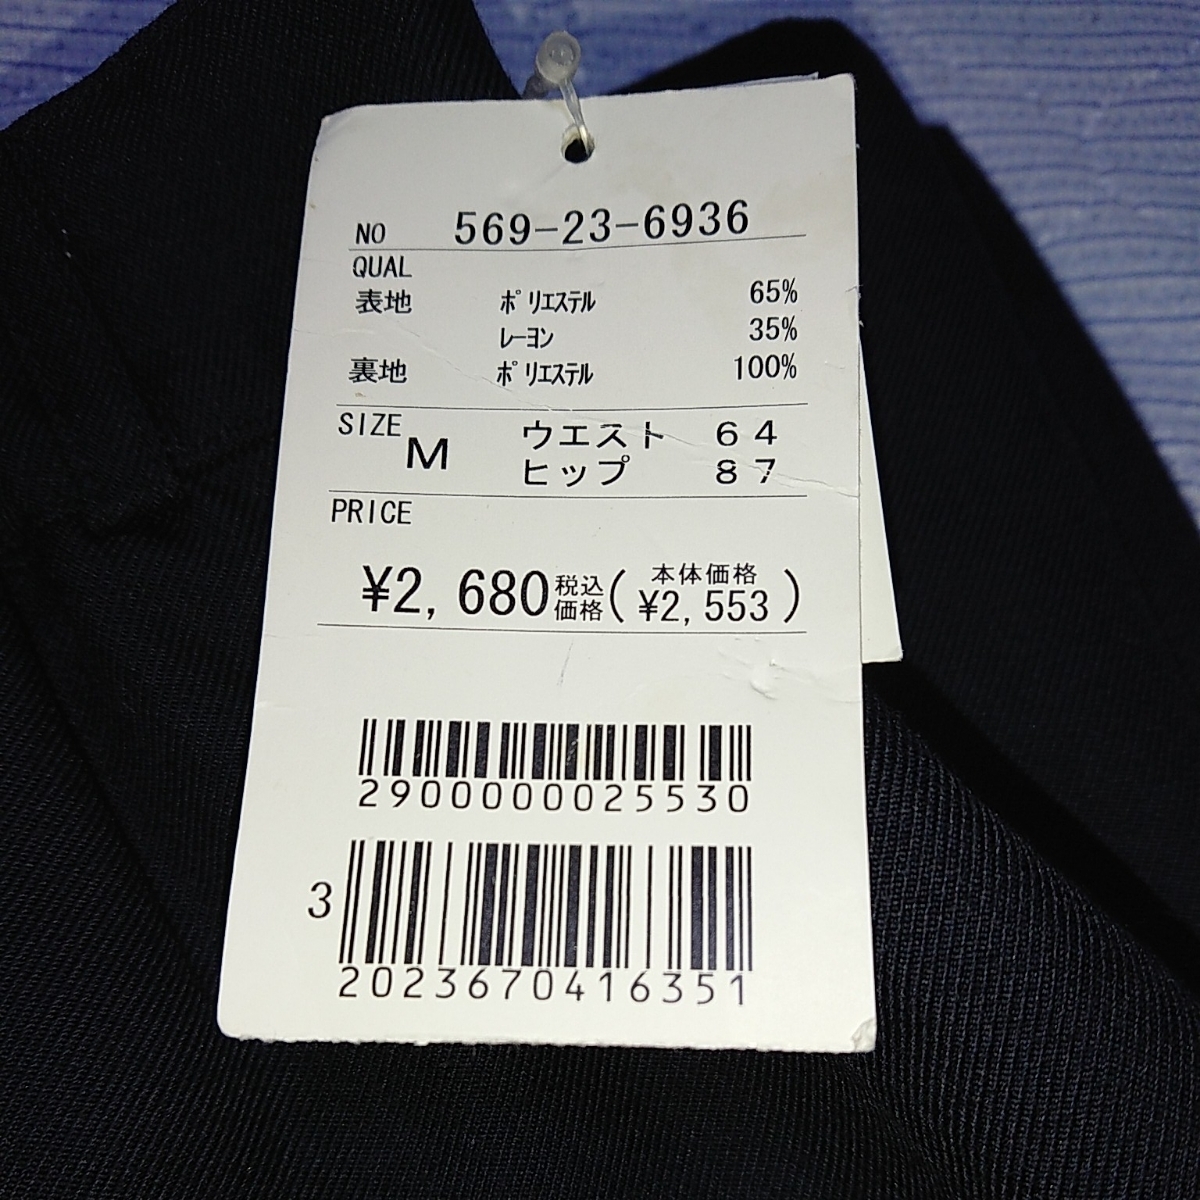 NO 569-23-6936
QUAL
表地 ﾎﾟﾘｴｽﾃﾙ 65%
ﾚｰﾖﾝ 35%
裏地 ﾎﾟﾘｴｽﾃﾙ 100%
SIZE M ウエスト 64
ヒップ 87
PRICE
¥2,680 税込価格 (本体価格 ¥2,553)
2900000025530
3
2023670416351